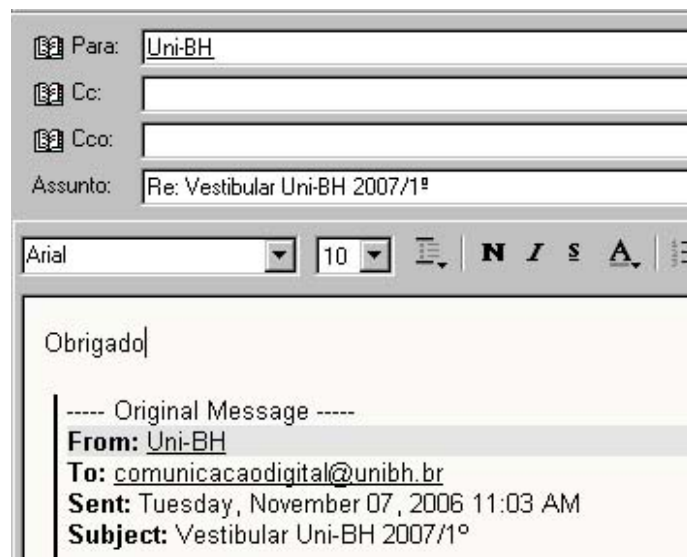 Para: Uni-BH
Cc:
Cco:
Assunto: Re: Vestibular Uni-BH 2007/1º
Arial 10 N I s A
Obrigado
----- Original Message -----
From: Uni-BH
To: comunicacaodigital@unibh.br
Sent: Tuesday, November 07, 2006 11:03 AM
Subject: Vestibular Uni-BH 2007/1º